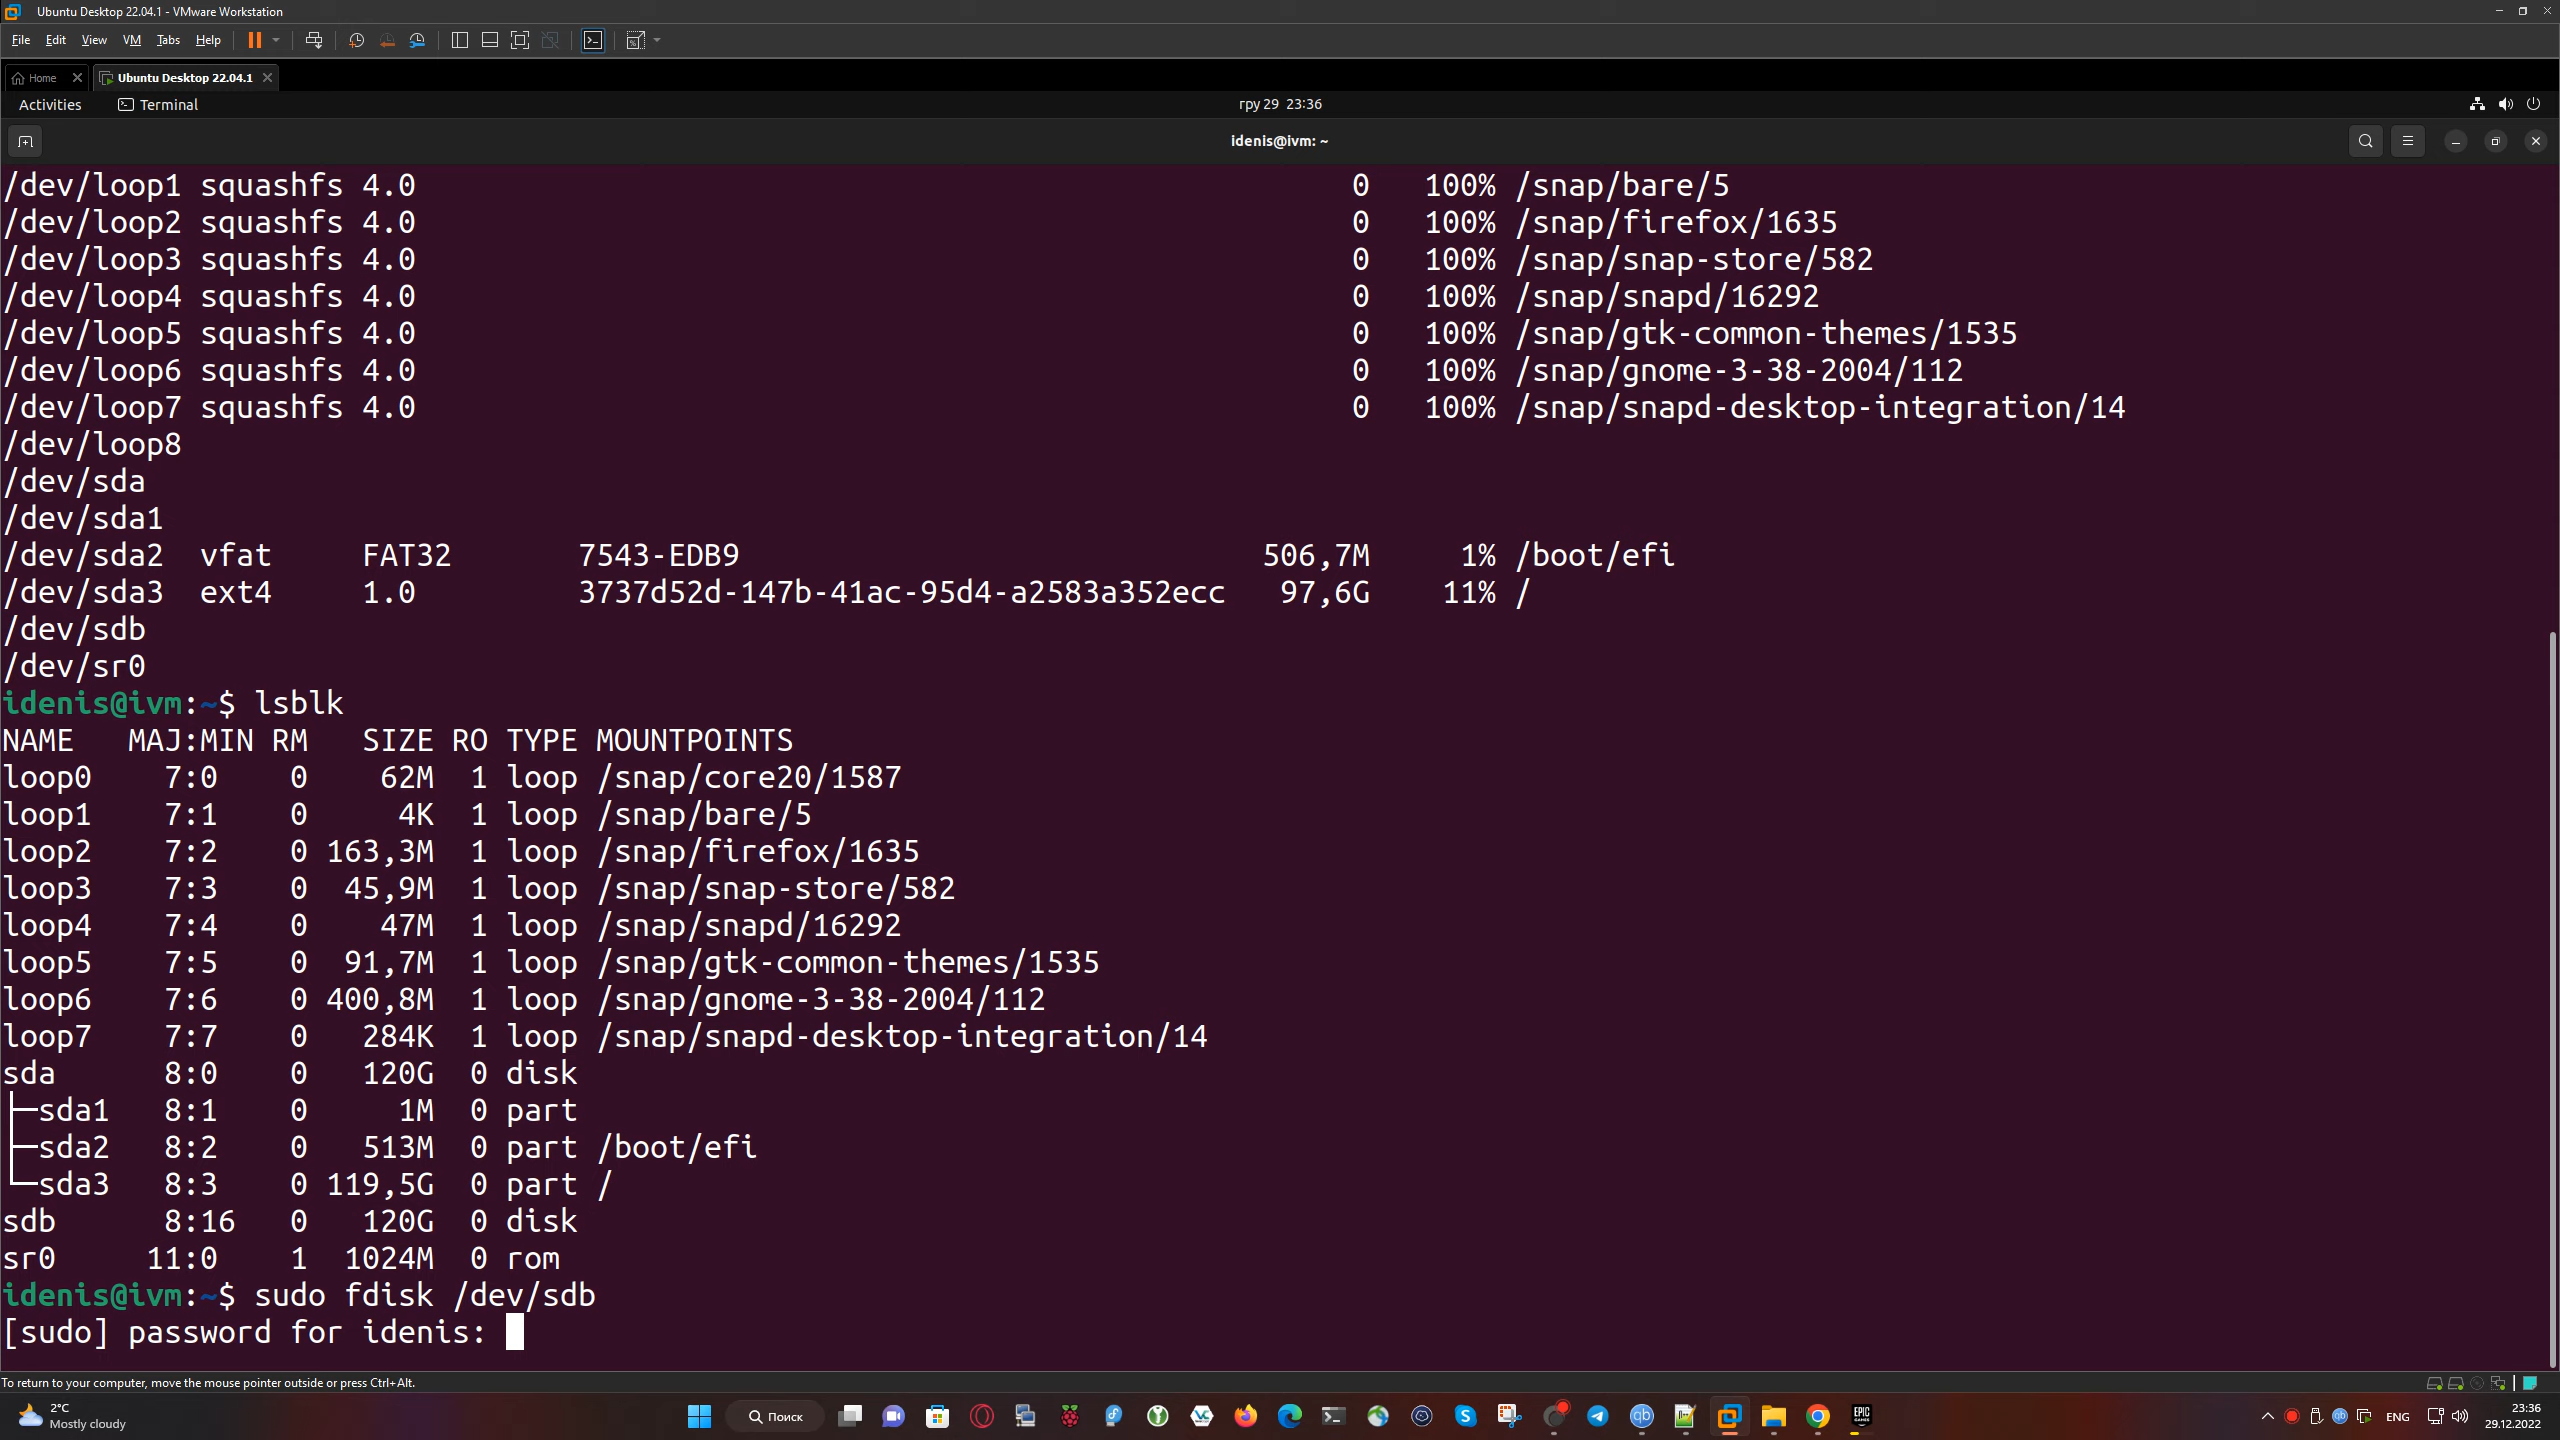 Ubuntu Desktop 22.04.1 - VMware Workstation
File Edit View VM Tabs Help
Home Ubuntu Desktop 22.04.1
Activities Terminal гру 29 23:36
idenis@ivm: ~
/dev/loop1 squashfs 4.0 0 100% /snap/bare/5
/dev/loop2 squashfs 4.0 0 100% /snap/firefox/1635
/dev/loop3 squashfs 4.0 0 100% /snap/snap-store/582
/dev/loop4 squashfs 4.0 0 100% /snap/snapd/16292
/dev/loop5 squashfs 4.0 0 100% /snap/gtk-common-themes/1535
/dev/loop6 squashfs 4.0 0 100% /snap/gnome-3-38-2004/112
/dev/loop7 squashfs 4.0 0 100% /snap/snapd-desktop-integration/14
/dev/loop8
/dev/sda
/dev/sda1
/dev/sda2 vfat FAT32 7543-EDB9 506,7M 1% /boot/efi
/dev/sda3 ext4 1.0 3737d52d-147b-41ac-95d4-a2583a352ecc 97,6G 11% /
/dev/sdb
/dev/sr0
idenis@ivm:~$ lsblk
NAME MAJ:MIN RM SIZE RO TYPE MOUNTPOINTS
loop0 7:0 0 62M 1 loop /snap/core20/1587
loop1 7:1 0 4K 1 loop /snap/bare/5
loop2 7:2 0 163,3M 1 loop /snap/firefox/1635
loop3 7:3 0 45,9M 1 loop /snap/snap-store/582
loop4 7:4 0 47M 1 loop /snap/snapd/16292
loop5 7:5 0 91,7M 1 loop /snap/gtk-common-themes/1535
loop6 7:6 0 400,8M 1 loop /snap/gnome-3-38-2004/112
loop7 7:7 0 284K 1 loop /snap/snapd-desktop-integration/14
sda 8:0 0 120G 0 disk
├─sda1 8:1 0 1M 0 part
├─sda2 8:2 0 513M 0 part /boot/efi
└─sda3 8:3 0 119,5G 0 part /
sdb 8:16 0 120G 0 disk
sr0 11:0 1 1024M 0 rom
idenis@ivm:~$ sudo fdisk /dev/sdb
[sudo] password for idenis:
To return to your computer, move the mouse pointer outside or press Ctrl+Alt.
2°C
Mostly cloudy
Поиск
EPIC GAMES
ENG
23:36
29.12.2022